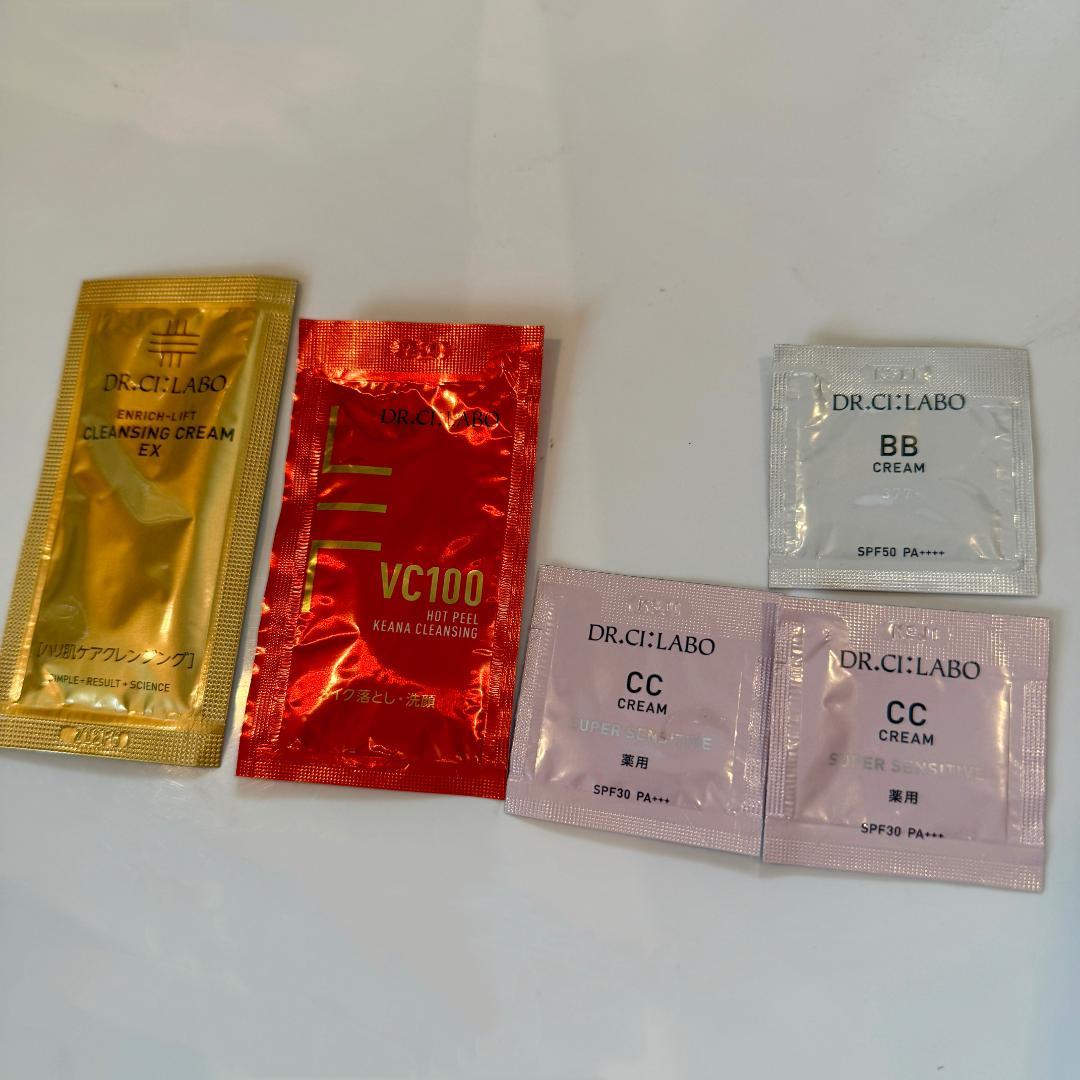 DR.CI:LABO
ENRICH-LIFT
CLEANSING CREAM
EX
[ハリ肌ケアクレンジング]
SIMPLE+RESULT+SCIENCE
DR.CI:LABO
VC100
HOT PEEL
KEANA CLEANSING
メイク落とし・洗顔
DR.CI:LABO
BB
CREAM
SPF50 PA++++
DR.CI:LABO
CC
CREAM
SUPER SENSITIVE
薬用
SPF30 PA+++
DR.CI:LABO
CC
CREAM
SUPER SENSITIVE
薬用
SPF30 PA+++